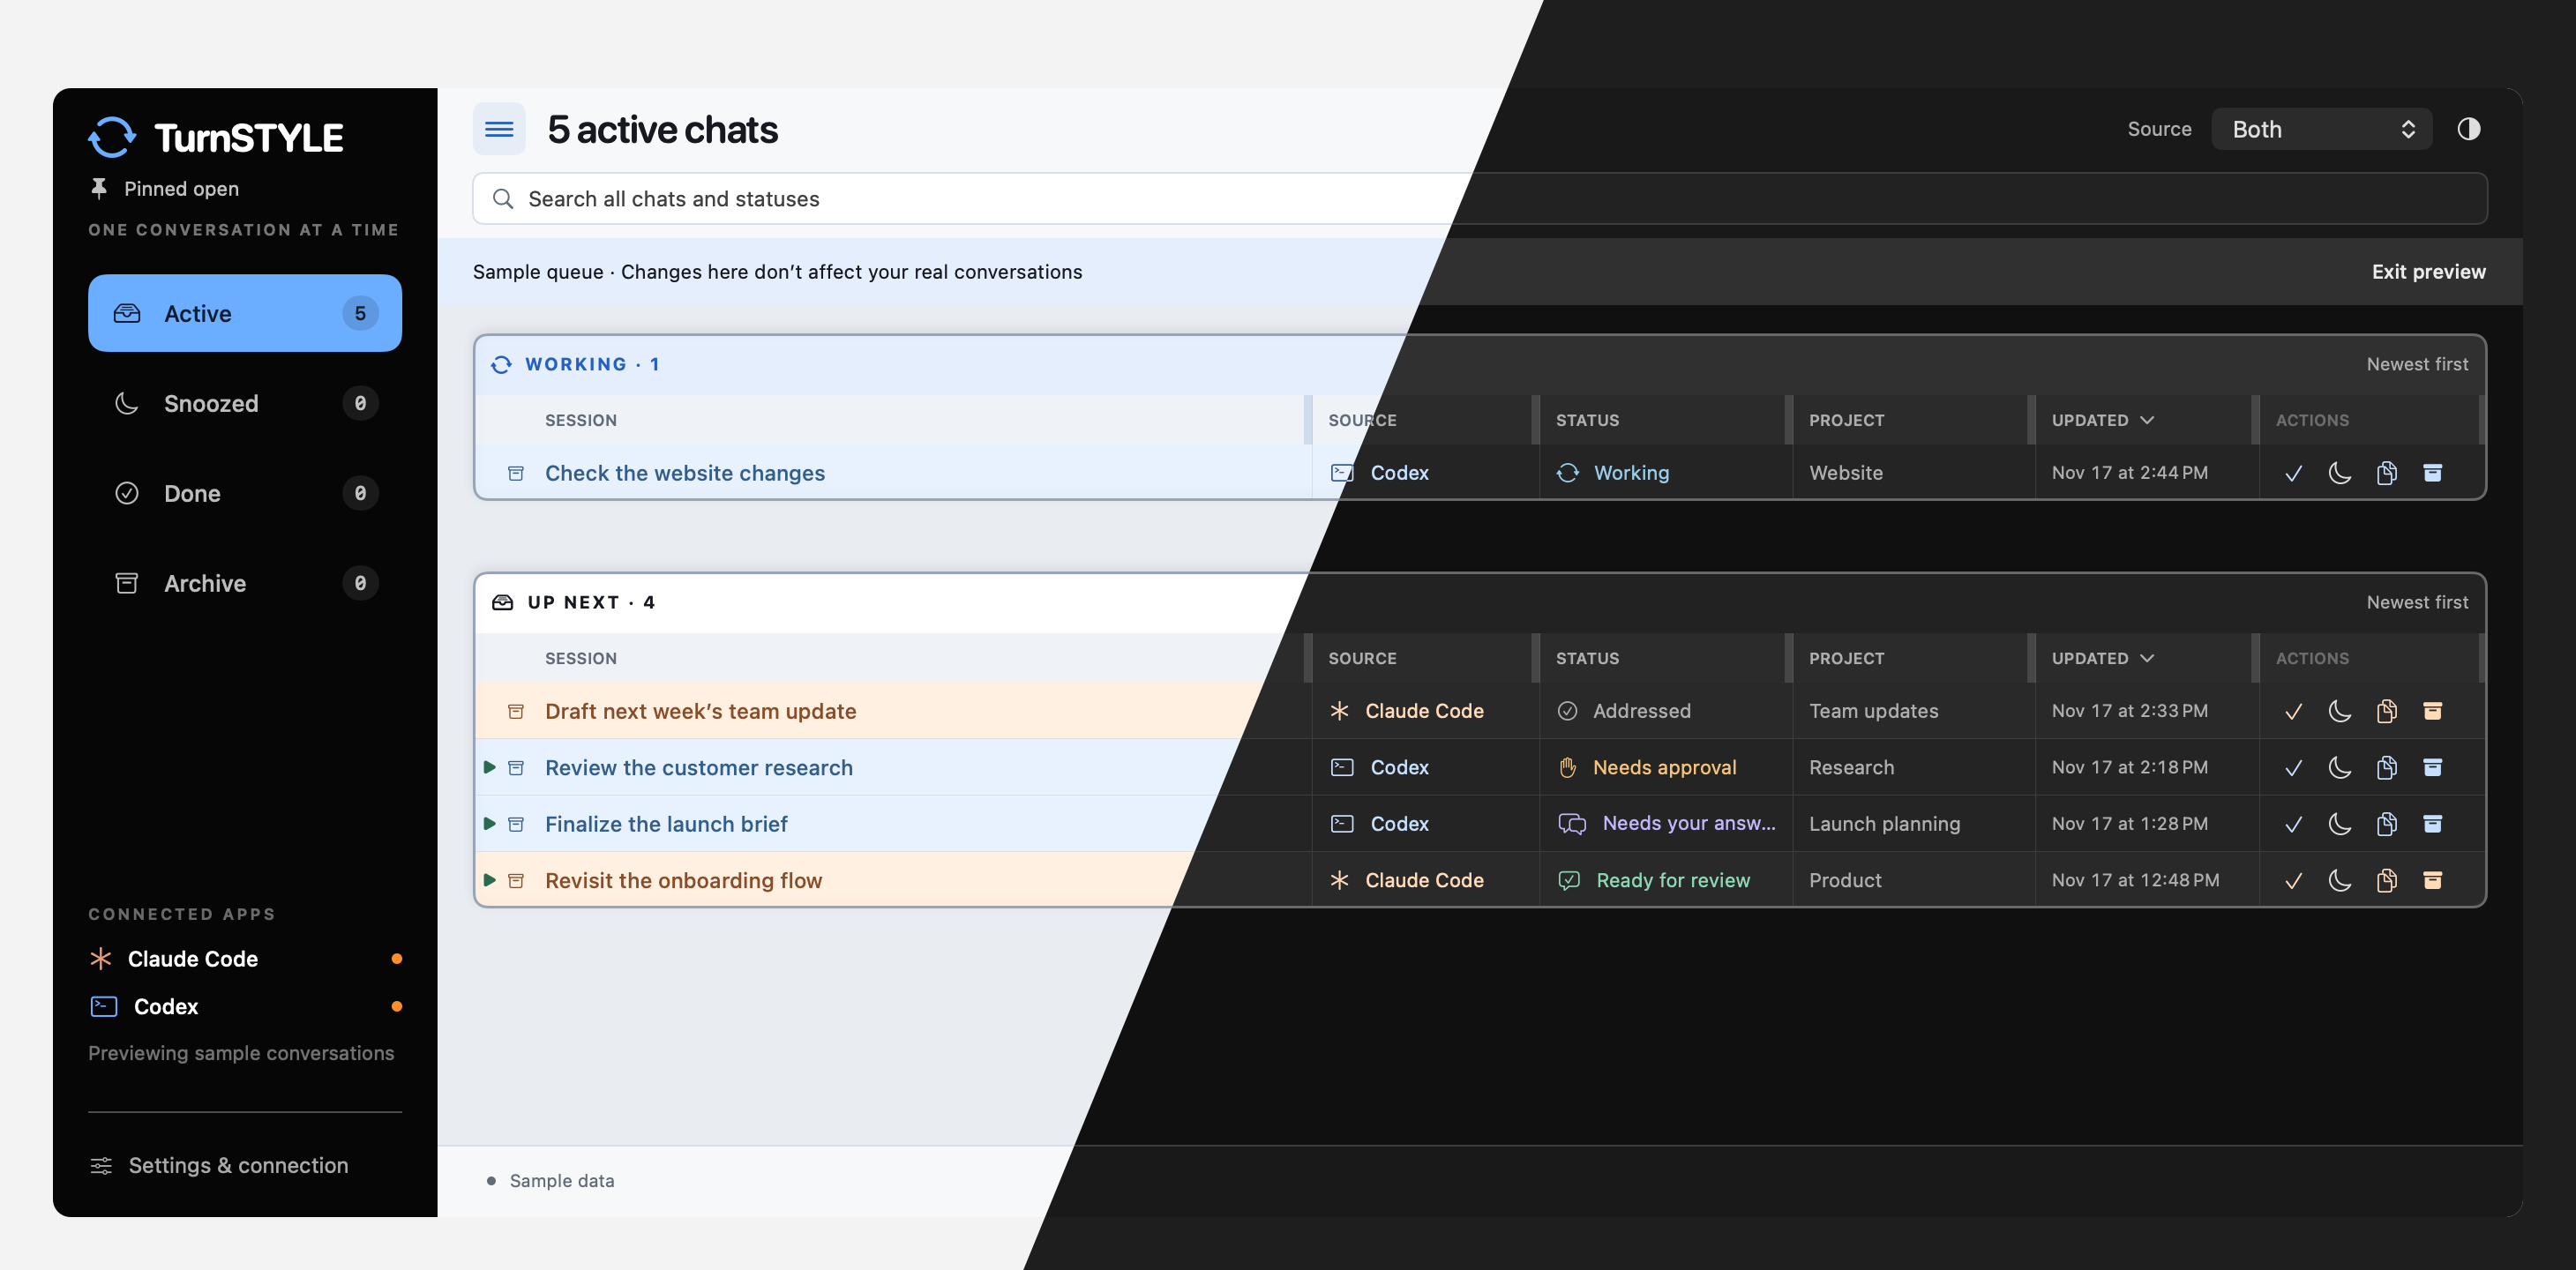 TurnSTYLE
Pinned open
ONE CONVERSATION AT A TIME
Active 5
Snoozed 0
Done 0
Archive 0
CONNECTED APPS
Claude Code
Codex
Previewing sample conversations
Settings & connection
5 active chats
Source Both
Search all chats and statuses
Sample queue · Changes here don’t affect your real conversations Exit preview
WORKING · 1 Newest first
SESSION SOURCE STATUS PROJECT UPDATED ACTIONS
Check the website changes Codex Working Website Nov 17 at 2:44 PM
UP NEXT · 4 Newest first
SESSION SOURCE STATUS PROJECT UPDATED ACTIONS
Draft next week’s team update Claude Code Addressed Team updates Nov 17 at 2:33 PM
Review the customer research Codex Needs approval Research Nov 17 at 2:18 PM
Finalize the launch brief Codex Needs your answ... Launch planning Nov 17 at 1:28 PM
Revisit the onboarding flow Claude Code Ready for review Product Nov 17 at 12:48 PM
Sample data